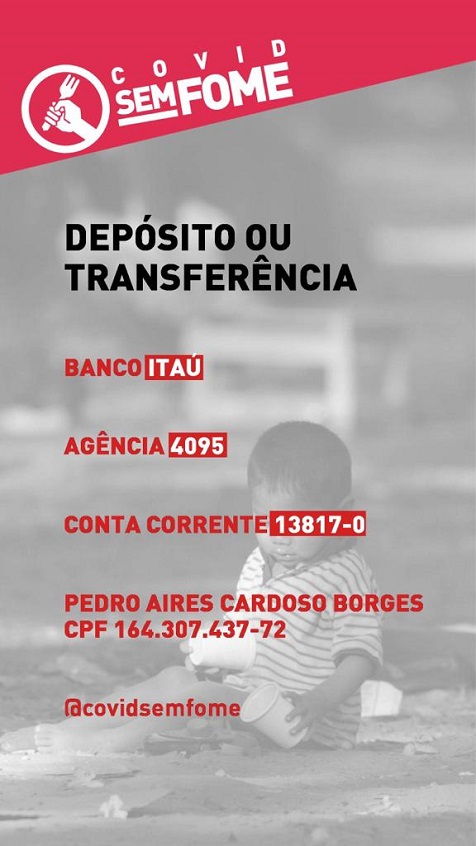 COVID
SEM FOME
DEPÓSITO OU
TRANSFERÊNCIA
BANCO ITAÚ
AGÊNCIA 4095
CONTA CORRENTE 13817-0
PEDRO AIRES CARDOSO BORGES
CPF 164.307.437-72
@covidsemfome